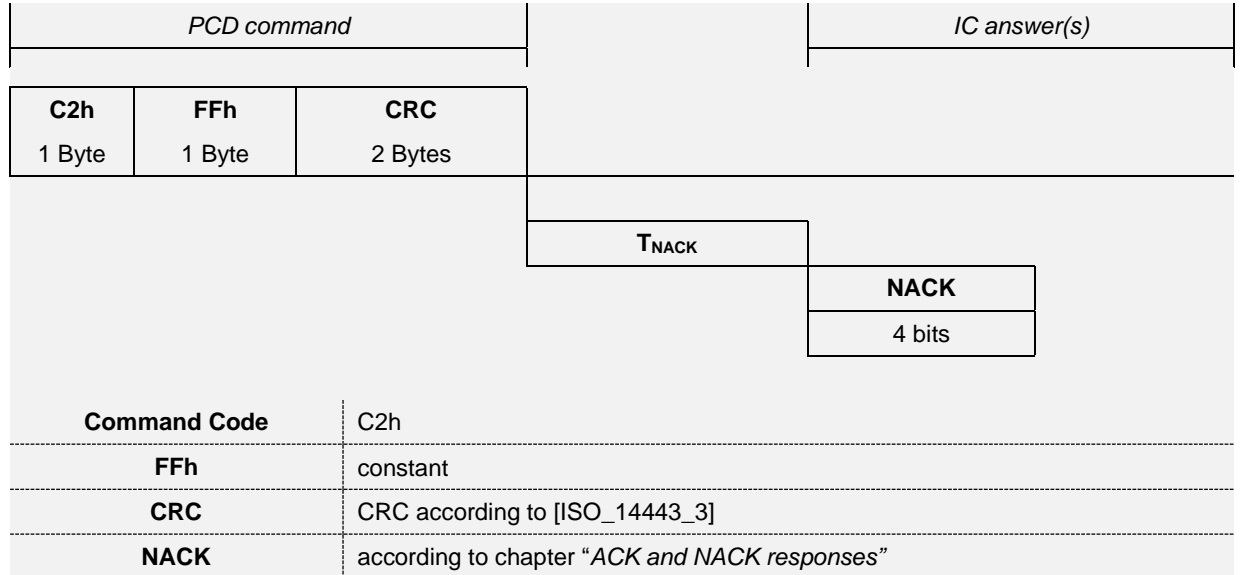 PCD command IC answer(s)
C2h FFh CRC
1 Byte 1 Byte 2 Bytes
TNACK
NACK
4 bits
Command Code C2h
FFh constant
CRC CRC according to [ISO_14443_3]
NACK according to chapter “ACK and NACK responses”